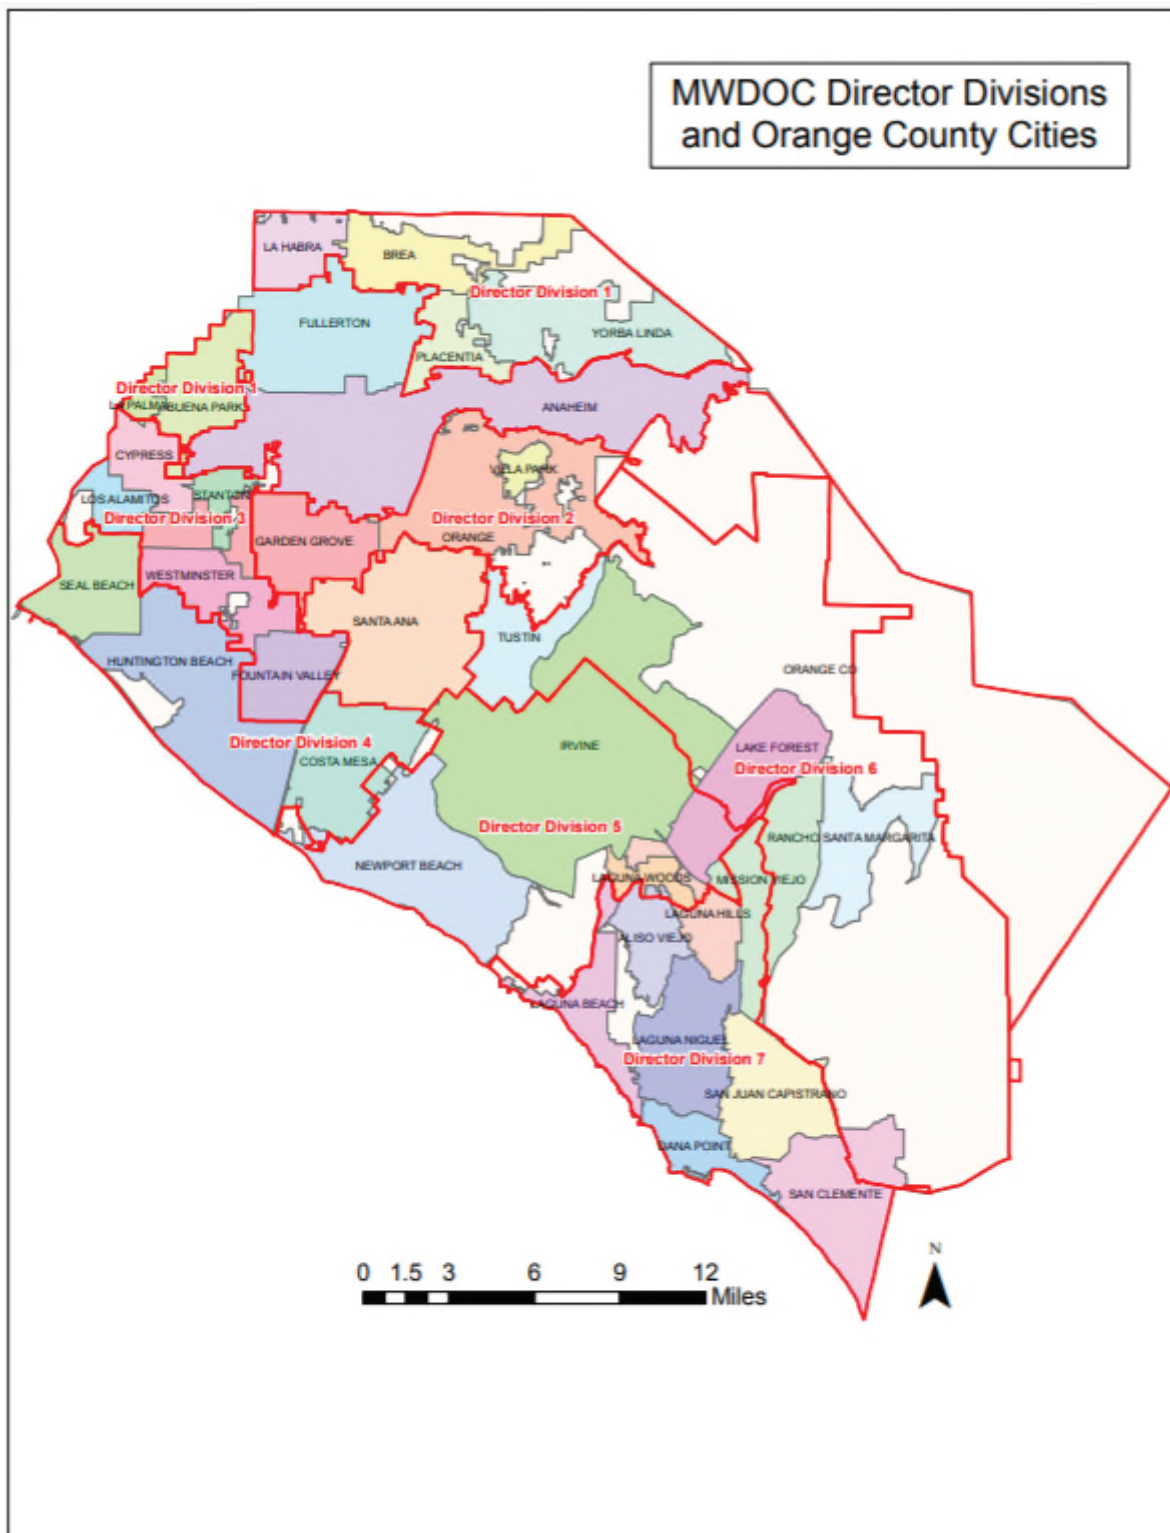 MWDOC Director Divisions
and Orange County Cities
LA HABRA
BREA
Director Division 1
FULLERTON
YORBA LINDA
PLACENTIA
Director Division 1
LA PALMA
BUENA PARK
ANAHEIM
CYPRESS
VILLA PARK
LOS ALAMITOS
STANTON
Director Division 3
Director Division 2
GARDEN GROVE
ORANGE
WESTMINSTER
SEAL BEACH
SANTA ANA
TUSTIN
HUNTINGTON BEACH
FOUNTAIN VALLEY
ORANGE CO
Director Division 4
IRVINE
LAKE FOREST
COSTA MESA
Director Division 6
Director Division 5
RANCHO SANTA MARGARITA
NEWPORT BEACH
LAGUNA WOODS
MISSION VIEJO
LAGUNA HILLS
ALISO VIEJO
LAGUNA BEACH
LAGUNA NIGUEL
Director Division 7
SAN JUAN CAPISTRANO
DANA POINT
SAN CLEMENTE
N
0 1.5 3 6 9 12
Miles